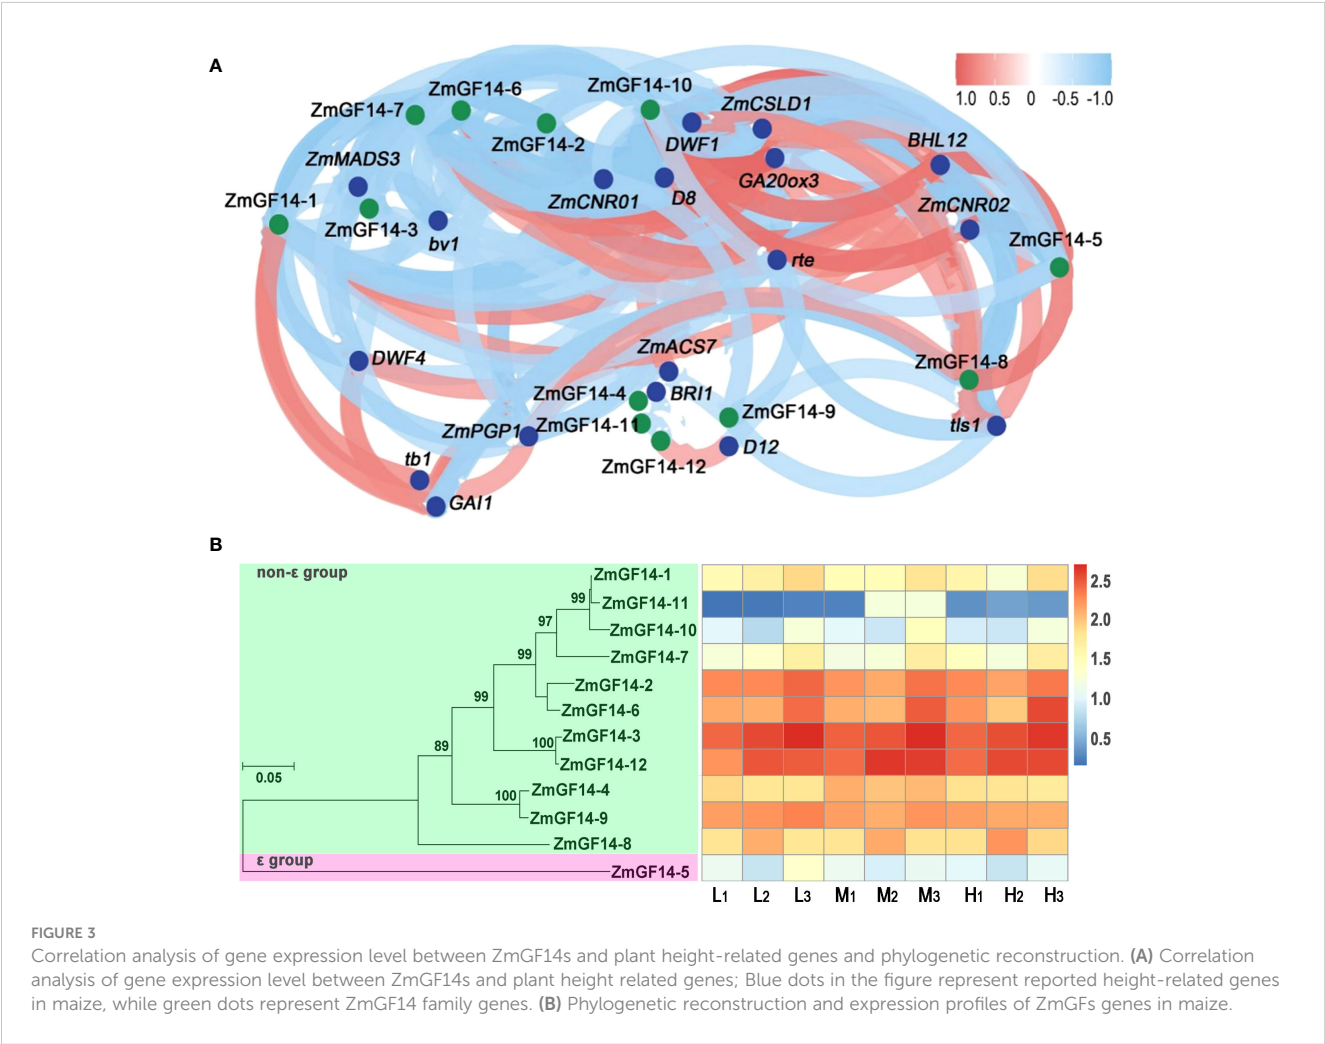 A
ZmGF14-6
ZmGF14-10
ZmGF14-7
ZmCSLD1
1.0 0.5 0 -0.5 -1.0
ZmGF14-2
DWF1
BHL12
ZmMADS3
GA20ox3
ZmGF14-1
ZmCNR01
D8
ZmCNR02
ZmGF14-3
bv1
ZmGF14-5
rte
DWF4
ZmACS7
ZmGF14-8
ZmGF14-4
BRI1
ZmGF14-9
ZmPGP1
ZmGF14-11
tls1
D12
tb1
ZmGF14-12
GAI1
B
non-ε group
ZmGF14-1
99
ZmGF14-11
97
ZmGF14-10
99
ZmGF14-7
ZmGF14-2
99
ZmGF14-6
ZmGF14-3
89
100
ZmGF14-12
0.05
ZmGF14-4
100
ZmGF14-9
ZmGF14-8
ε group
ZmGF14-5
2.5
2.0
1.5
1.0
0.5
L1 L2 L3 M1 M2 M3 H1 H2 H3
FIGURE 3
Correlation analysis of gene expression level between ZmGF14s and plant height-related genes and phylogenetic reconstruction. (A) Correlation
analysis of gene expression level between ZmGF14s and plant height related genes; Blue dots in the figure represent reported height-related genes
in maize, while green dots represent ZmGF14 family genes. (B) Phylogenetic reconstruction and expression profiles of ZmGFs genes in maize.